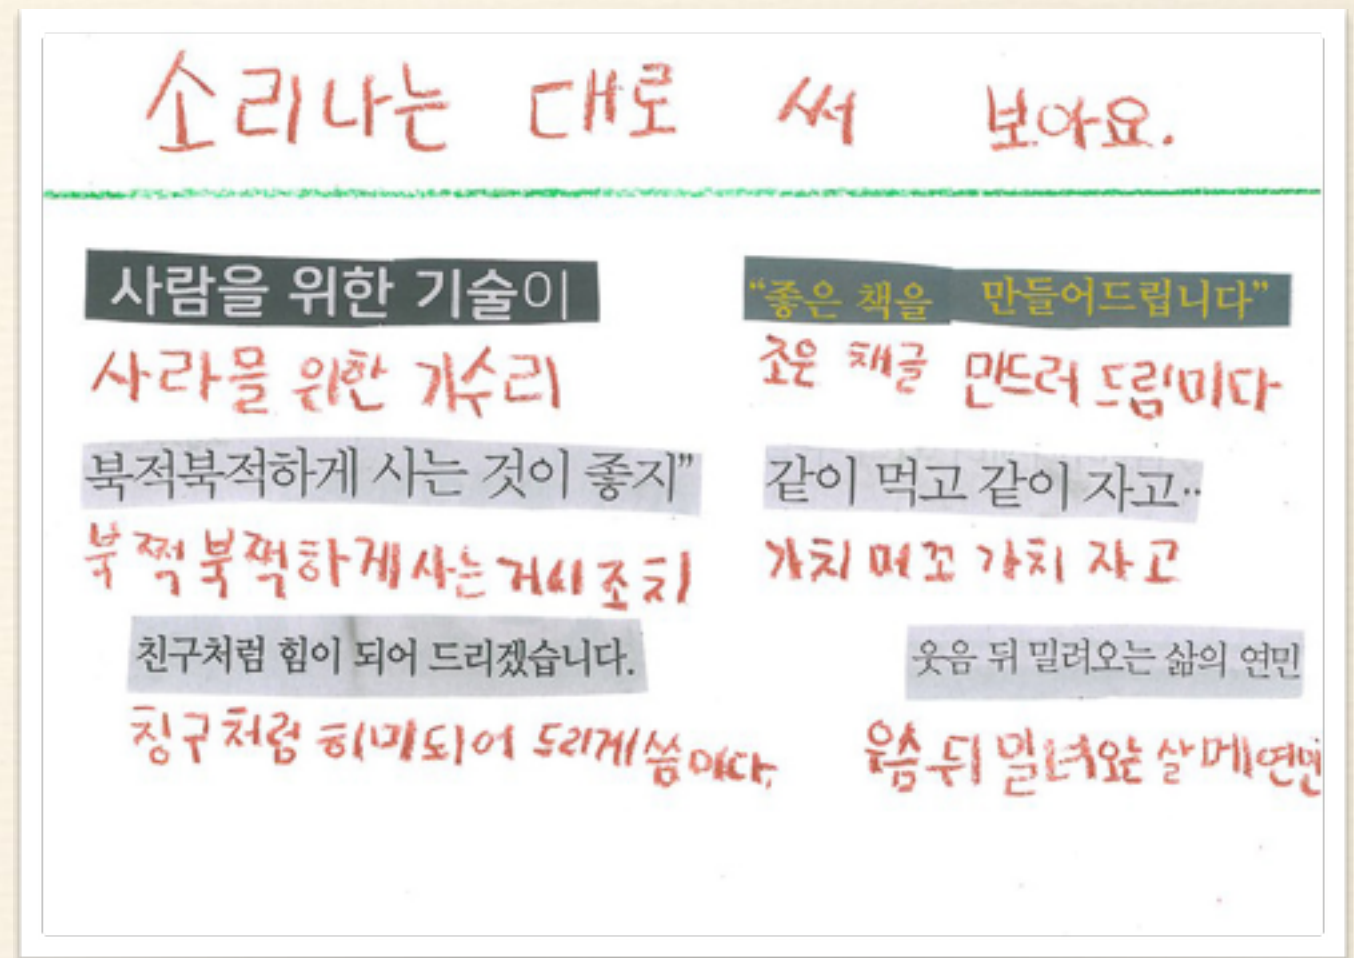 소리나는 대로 써 보아요.
사람을 위한 기술이
사라믈 위한 기수리
"좋은 책을 만들어드립니다"
조은 채글 만드러 드림미다
북적북적하게 사는 것이 좋지"
북쩍북쩍하게사는거시조치
같이 먹고 같이 자고..
가치 머꼬 가치 자고
친구처럼 힘이 되어 드리겠습니다.
칭구처럼 히미되어 드리게씀미다.
웃음 뒤 밀려오는 삶의 연민
웃슴 뒤 밀녀오는 살메연민